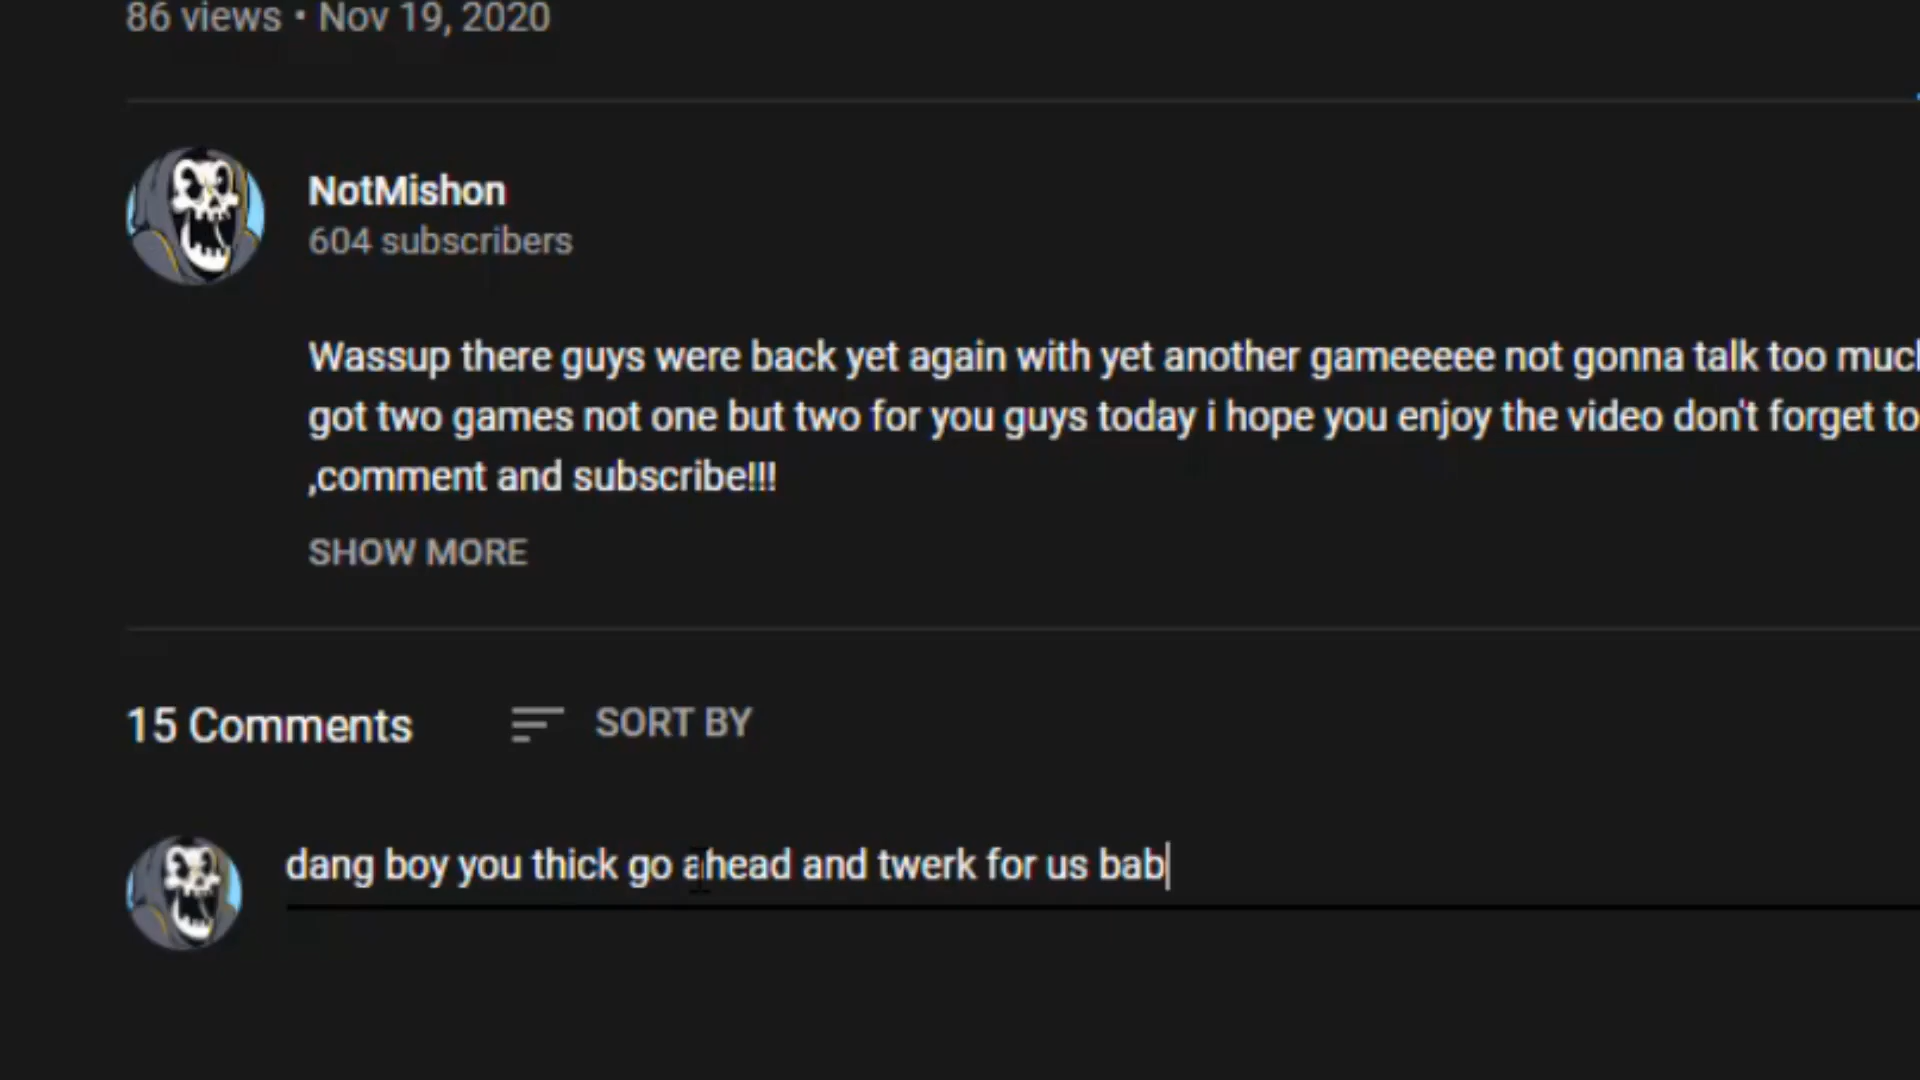 86 views • Nov 19, 2020
NotMishon
604 subscribers
Wassup there guys were back yet again with yet another gameeeee not gonna talk too
got two games not one but two for you guys today i hope you enjoy the video don't forget to
,comment and subscribe!!!
SHOW MORE
15 Comments
SORT BY
dang boy you thick go ahead and twerk for us bab